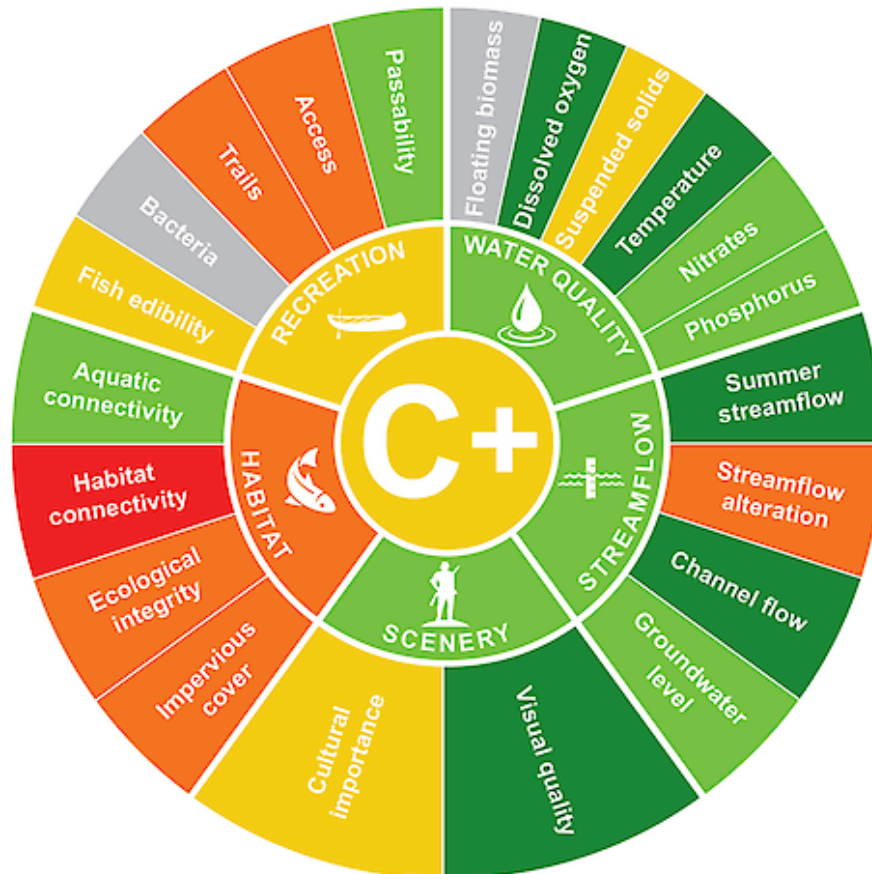 C+
WATER QUALITY
Floating biomass
Dissolved oxygen
Suspended solids
Temperature
Nitrates
Phosphorus
STREAMFLOW
Summer
streamflow
Streamflow
alteration
Channel flow
Groundwater
level
SCENERY
Visual quality
Cultural
importance
HABITAT
Impervious
cover
Ecological
integrity
Habitat
connectivity
Aquatic
connectivity
RECREATION
Fish edibility
Bacteria
Trails
Access
Passability